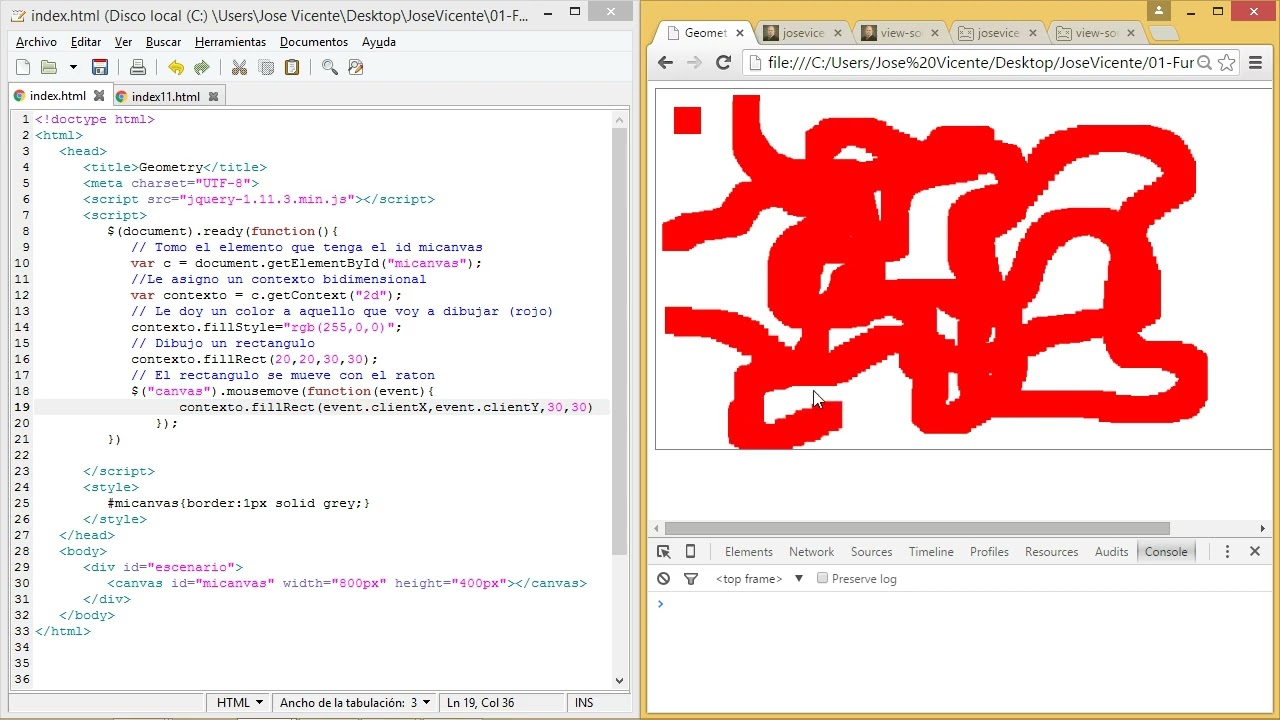 index.html (Disco local (C:) \Users\Jose Vicente\Desktop\JoseVicente\01-F...
Archivo Editar Ver Buscar Herramientas Documentos Ayuda
index.html index11.html
1 <!doctype html>
2 <html>
3 <head>
4 <title>Geometry</title>
5 <meta charset="UTF-8">
6 <script src="jquery-1.11.3.min.js"></script>
7 <script>
8 $(document).ready(function(){
9 // Tomo el elemento que tenga el id micanvas
10 var c = document.getElementById("micanvas");
11 //Le asigno un contexto bidimensional
12 var contexto = c.getContext("2d");
13 // Le doy un color a aquello que voy a dibujar (rojo)
14 contexto.fillStyle="rgb(255,0,0)";
15 // Dibujo un rectangulo
16 contexto.fillRect(20,20,30,30);
17 // El rectangulo se mueve con el raton
18 $("canvas").mousemove(function(event){
19 contexto.fillRect(event.clientX,event.clientY,30,30)
20 });
21 })
22
23 </script>
24 <style>
25 #micanvas{border:1px solid grey;}
26 </style>
27 </head>
28 <body>
29 <div id="escenario">
30 <canvas id="micanvas" width="800px" height="400px"></canvas>
31 </div>
32 </body>
33 </html>
34
35
36
HTML Ancho de la tabulación: 3 Ln 19, Col 36 INS
Geomet josevice view-so josevice view-so
file:///C:/Users/Jose%20Vicente/Desktop/JoseVicente/01-Fur
Elements Network Sources Timeline Profiles Resources Audits Console
<top frame> Preserve log